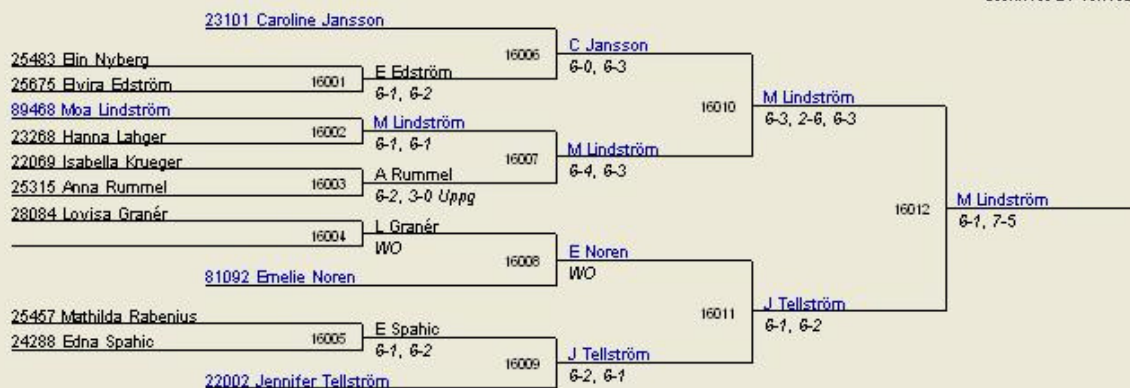 23101 Caroline Jansson
16006
C Jansson
6-0, 6-3
25483 Elin Nyberg
25675 Elvira Edström
16001
E Edström
6-1, 6-2
89468 Moa Lindström
23268 Hanna Lahger
16002
M Lindström
6-1, 6-1
16010
M Lindström
6-3, 2-6, 6-3
22069 Isabella Krueger
25315 Anna Rummel
16003
A Rummel
6-2, 3-0 Uppg
16007
M Lindström
6-4, 6-3
28084 Lovisa Granér
16004
L Granér
WO
16012
M Lindström
6-1, 7-5
81092 Emelie Noren
16008
E Noren
WO
25457 Mathilda Rabenius
24288 Edna Spahic
16005
E Spahic
6-1, 6-2
16011
J Tellström
6-1, 6-2
22002 Jennifer Tellström
16009
J Tellström
6-2, 6-1